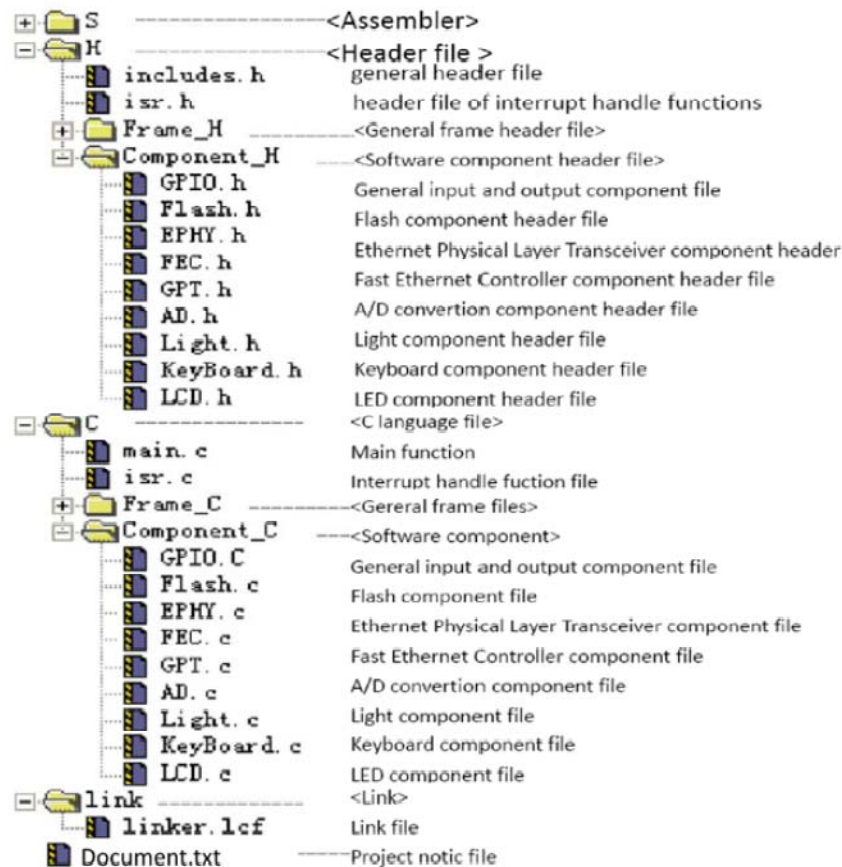 S <Assembler>
H <Header file >
includes.h general header file
isr.h header file of interrupt handle functions
Frame_H <General frame header file>
Component_H <Software component header file>
GPIO.h General input and output component file
Flash.h Flash component header file
EPHY.h Ethernet Physical Layer Transceiver component header
FEC.h Fast Ethernet Controller component header file
GPT.h
AD.h A/D convertion component header file
Light.h Light component header file
KeyBoard.h Keyboard component header file
LCD.h LED component header file
C <C language file>
main.c Main function
isr.c Interrupt handle fuction file
Frame_C <Gereral frame files>
Component_C <Software component>
GPIO.C General input and output component file
Flash.c Flash component file
EPHY.c Ethernet Physical Layer Transceiver component file
FEC.c Fast Ethernet Controller component file
GPT.c
AD.c A/D convertion component file
Light.c Light component file
KeyBoard.c Keyboard component file
LCD.c LED component file
link <Link>
linker.lcf Link file
Document.txt Project notic file